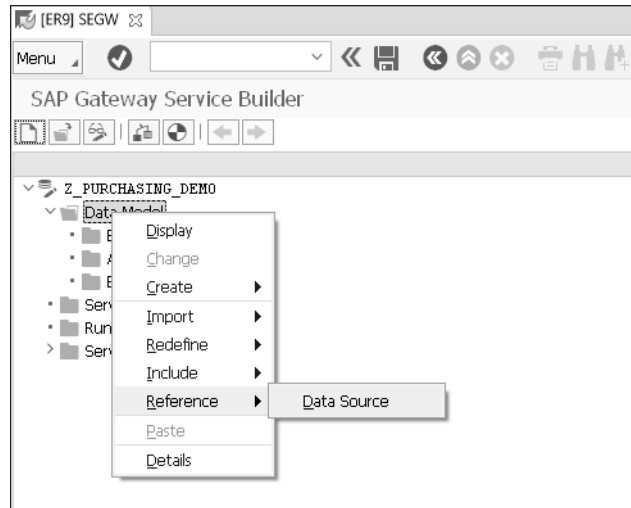 [ER9] SEGW
Menu
SAP Gateway Service Builder
Z_PURCHASING_DEMO
Data Model
Display
Change
Create
Import
Redefine
Include
Reference
Data Source
Paste
Details